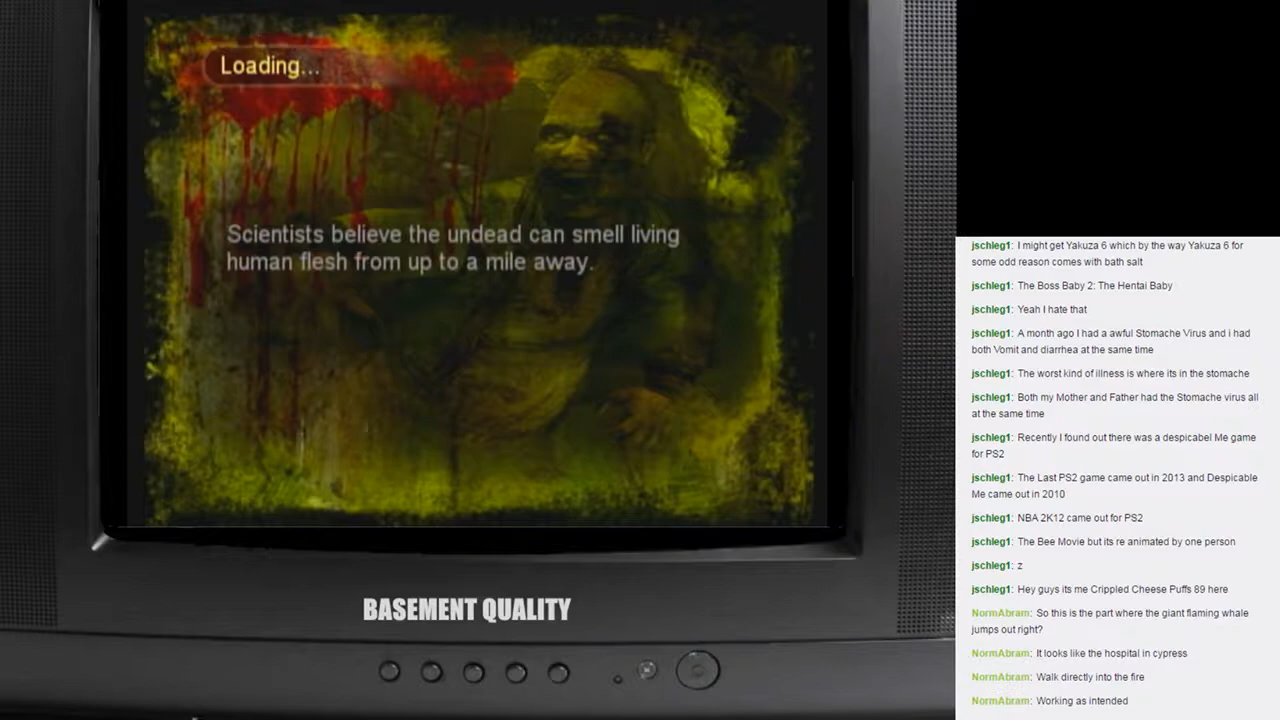 Loading...
Scientists believe the undead can smell living
human flesh from up to a mile away.
BASEMENT QUALITY
jschleg1: I might get Yakuza 6 which by the way Yakuza 6 for
some odd reason comes with bath salt
jschleg1: The Boss Baby 2: The Hentai Baby
jschleg1: Yeah I hate that
jschleg1: A month ago I had a awful Stomache Virus and i had
both Vomit and diarrhea at the same time
jschleg1: The worst kind of illness is where its in the stomache
jschleg1: Both my Mother and Father had the Stomache virus all
at the same time
jschleg1: Recently I found out there was a despicabel Me game
for PS2
jschleg1: The Last PS2 game came out in 2013 and Despicable
Me came out in 2010
jschleg1: NBA 2K12 came out for PS2
jschleg1: The Bee Movie but its re animated by one person
jschleg1: z
jschleg1: Hey guys its me Crippled Cheese Puffs 89 here
NormAbram: So this is the part where the giant flaming whale
jumps out right?
NormAbram: It looks like the hospital in cypress
NormAbram: Walk directly into the fire
NormAbram: Working as intended